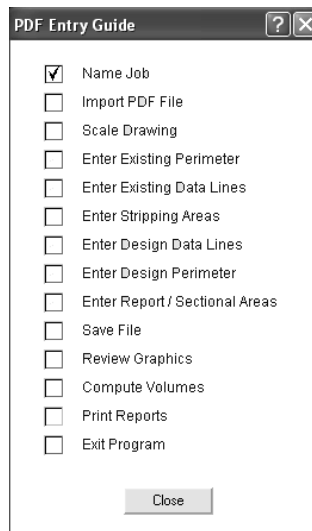 PDF Entry Guide
Name Job
Import PDF File
Scale Drawing
Enter Existing Perimeter
Enter Existing Data Lines
Enter Stripping Areas
Enter Design Data Lines
Enter Design Perimeter
Enter Report / Sectional Areas
Save File
Review Graphics
Compute Volumes
Print Reports
Exit Program
Close